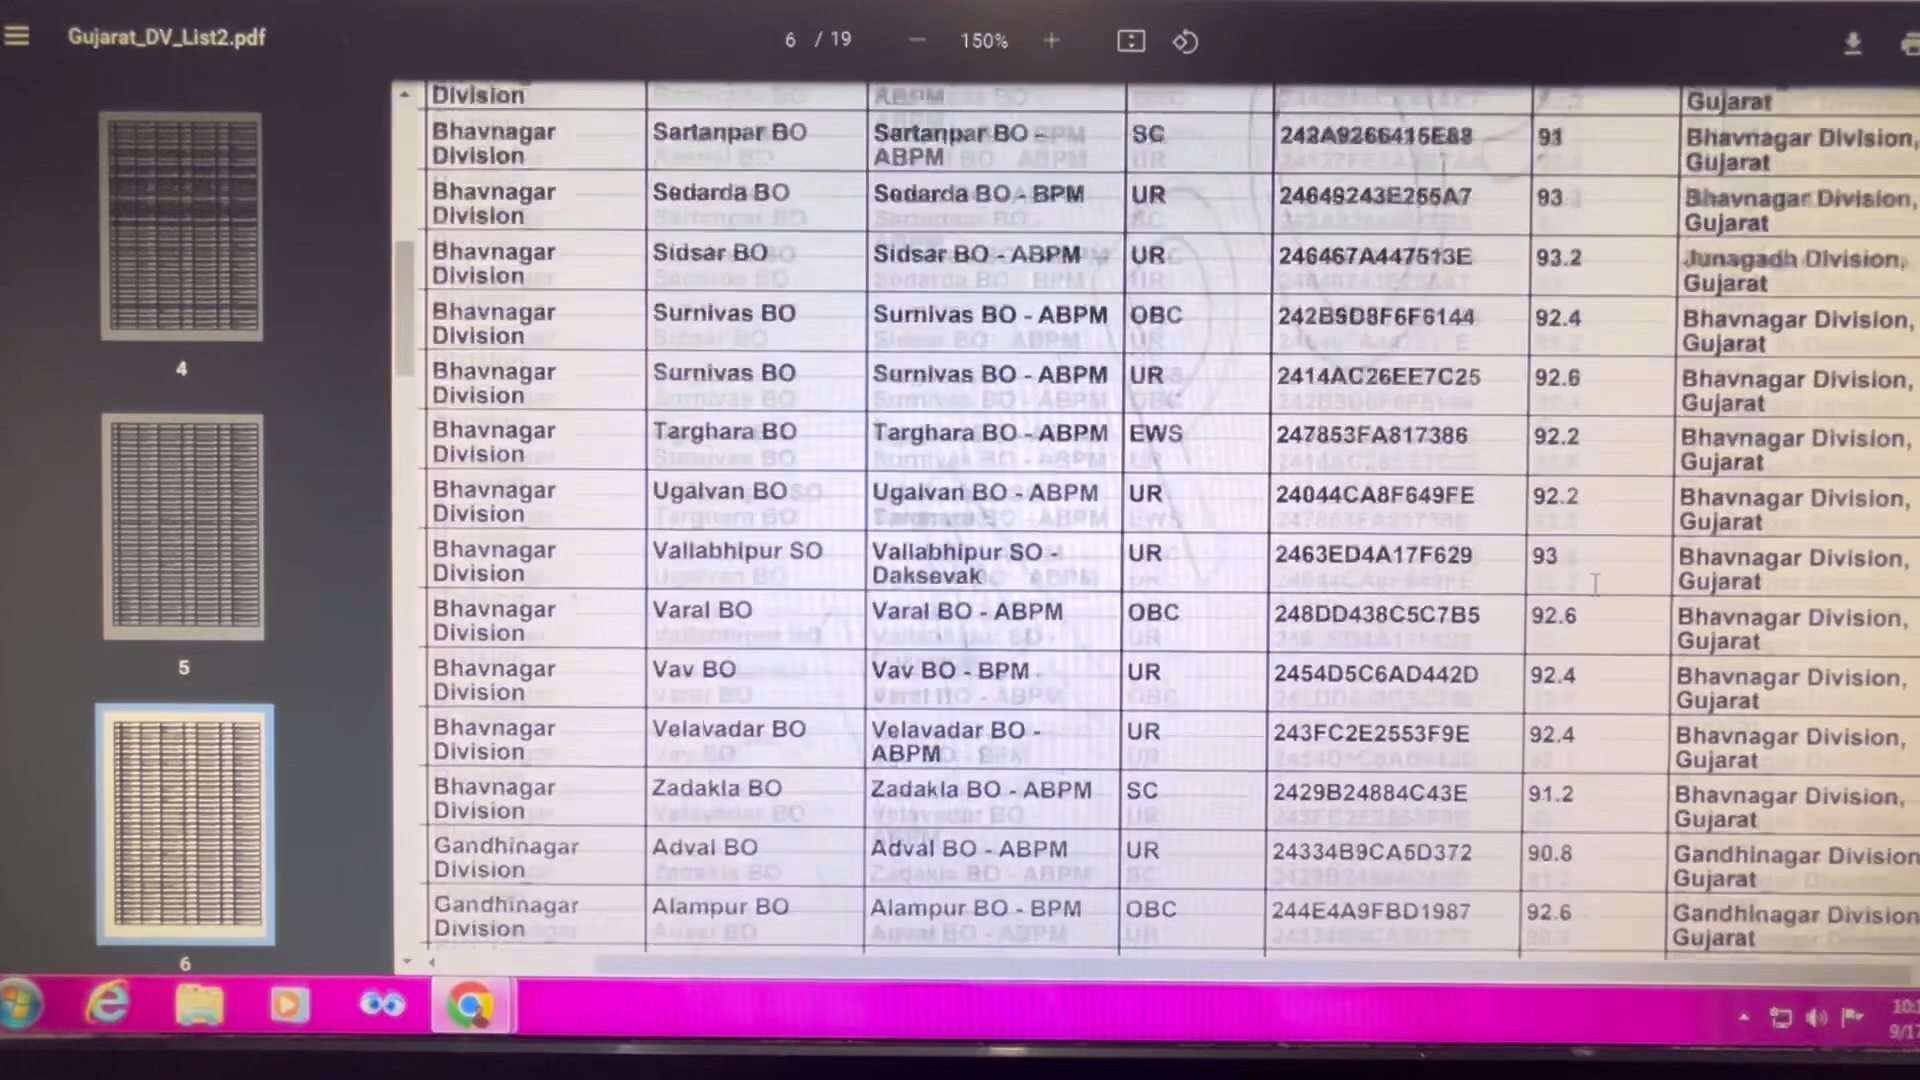 Gujarat_DV_List2.pdf
6 / 19
150%
Division Gujarat
Bhavnagar Division Sartanpar BO Sartanpar BO - ABPM SC 242A9266415E88 91 Bhavnagar Division, Gujarat
Bhavnagar Division Sedarda BO Sedarda BO - BPM UR 24649243E255A7 93 Bhavnagar Division, Gujarat
Bhavnagar Division Sidsar BO Sidsar BO - ABPM UR 246467A447513E 93.2 Junagadh Division, Gujarat
Bhavnagar Division Surnivas BO Surnivas BO - ABPM OBC 242B9D8F6F6144 92.4 Bhavnagar Division, Gujarat
Bhavnagar Division Surnivas BO Surnivas BO - ABPM UR 2414AC26EE7C25 92.6 Bhavnagar Division, Gujarat
Bhavnagar Division Targhara BO Targhara BO - ABPM EWS 247853FA817386 92.2 Bhavnagar Division, Gujarat
Bhavnagar Division Ugalvan BO Ugalvan BO - ABPM UR 24044CA8F649FE 92.2 Bhavnagar Division, Gujarat
Bhavnagar Division Vallabhipur SO Vallabhipur SO - Daksevak UR 2463ED4A17F629 93 Bhavnagar Division, Gujarat
Bhavnagar Division Varal BO Varal BO - ABPM OBC 248DD438C5C7B5 92.6 Bhavnagar Division, Gujarat
Bhavnagar Division Vav BO Vav BO - BPM UR 2454D5C6AD442D 92.4 Bhavnagar Division, Gujarat
Bhavnagar Division Velavadar BO Velavadar BO - ABPM UR 243FC2E2553F9E 92.4 Bhavnagar Division, Gujarat
Bhavnagar Division Zadakla BO Zadakla BO - ABPM SC 2429B24884C43E 91.2 Bhavnagar Division, Gujarat
Gandhinagar Division Adval BO Adval BO - ABPM UR 24334B9CA5D372 90.8 Gandhinagar Division Gujarat
Gandhinagar Division Alampur BO Alampur BO - BPM OBC 244E4A9FBD1987 92.6 Gandhinagar Division Gujarat
4
5
6